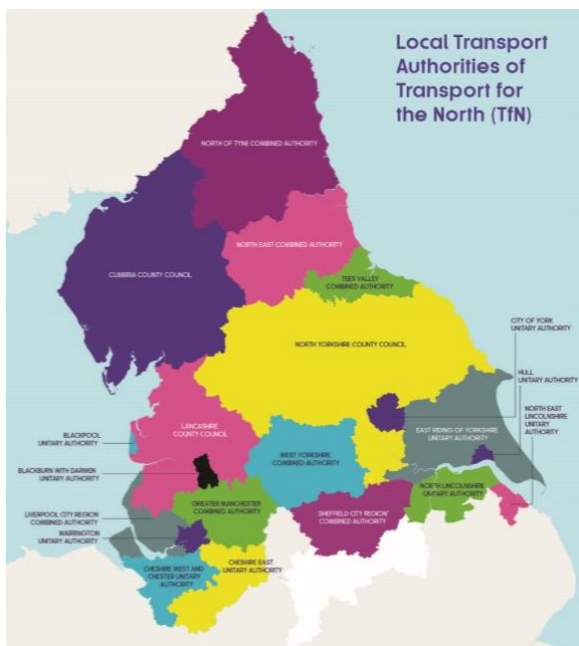 Local Transport
Authorities of
Transport for
the North (TfN)
NORTH OF TYNE COMBINED AUTHORITY
NORTH EAST COMBINED AUTHORITY
CUMBRIA COUNTY COUNCIL
TEES VALLEY
COMBINED AUTHORITY
CITY OF YORK
UNITARY AUTHORITY
NORTH YORKSHIRE COUNTY COUNCIL
HULL
UNITARY AUTHORITY
NORTH EAST
LINCOLNSHIRE
UNITARY
AUTHORITY
LANCASHIRE
COUNTY COUNCIL
EAST RIDING OF YORKSHIRE
UNITARY AUTHORITY
BLACKPOOL
UNITARY AUTHORITY
WEST YORKSHIRE
COMBINED AUTHORITY
BLACKBURN WITH DARWEN
UNITARY AUTHORITY
NORTH LINCOLNSHIRE
UNITARY AUTHORITY
GREATER MANCHESTER
COMBINED AUTHORITY
LIVERPOOL CITY REGION
COMBINED AUTHORITY
SHEFFIELD CITY REGION*
COMBINED AUTHORITY
WARRINGTON
UNITARY AUTHORITY
CHESHIRE EAST
UNITARY AUTHORITY
CHESHIRE WEST AND
CHESTER UNITARY
AUTHORITY